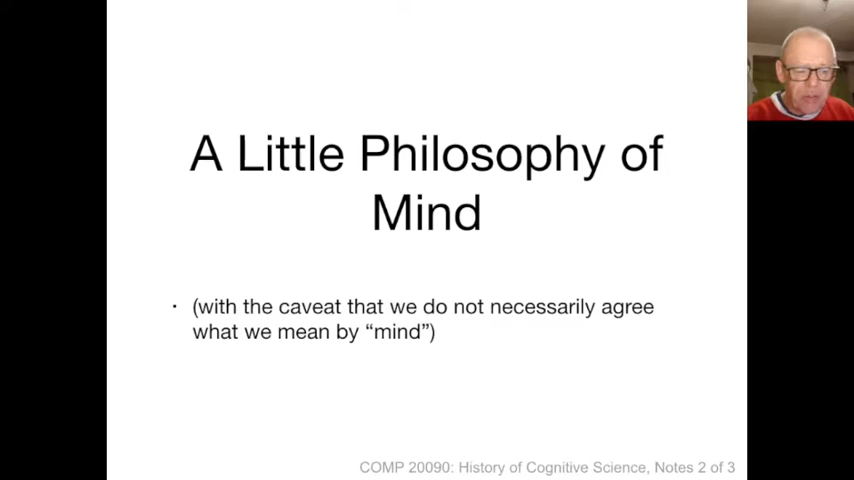 A Little Philosophy of
Mind
· (with the caveat that we do not necessarily agree
what we mean by “mind”)
COMP 20090: History of Cognitive Science, Notes 2 of 3